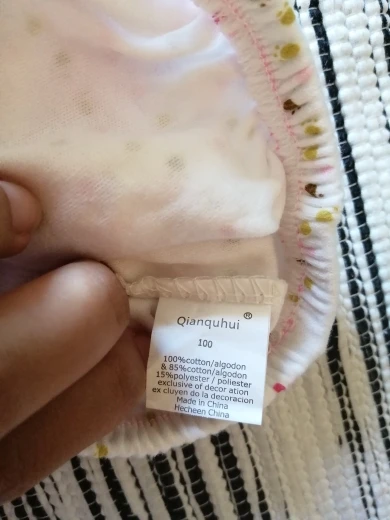 Qianquhui ®
100
100%cotton/algodon
& 85%cotton/algodon
15%polyester / poliester
exclusive of decor ation
ex cluyen do la decoracion
Made in China
Hecheen China